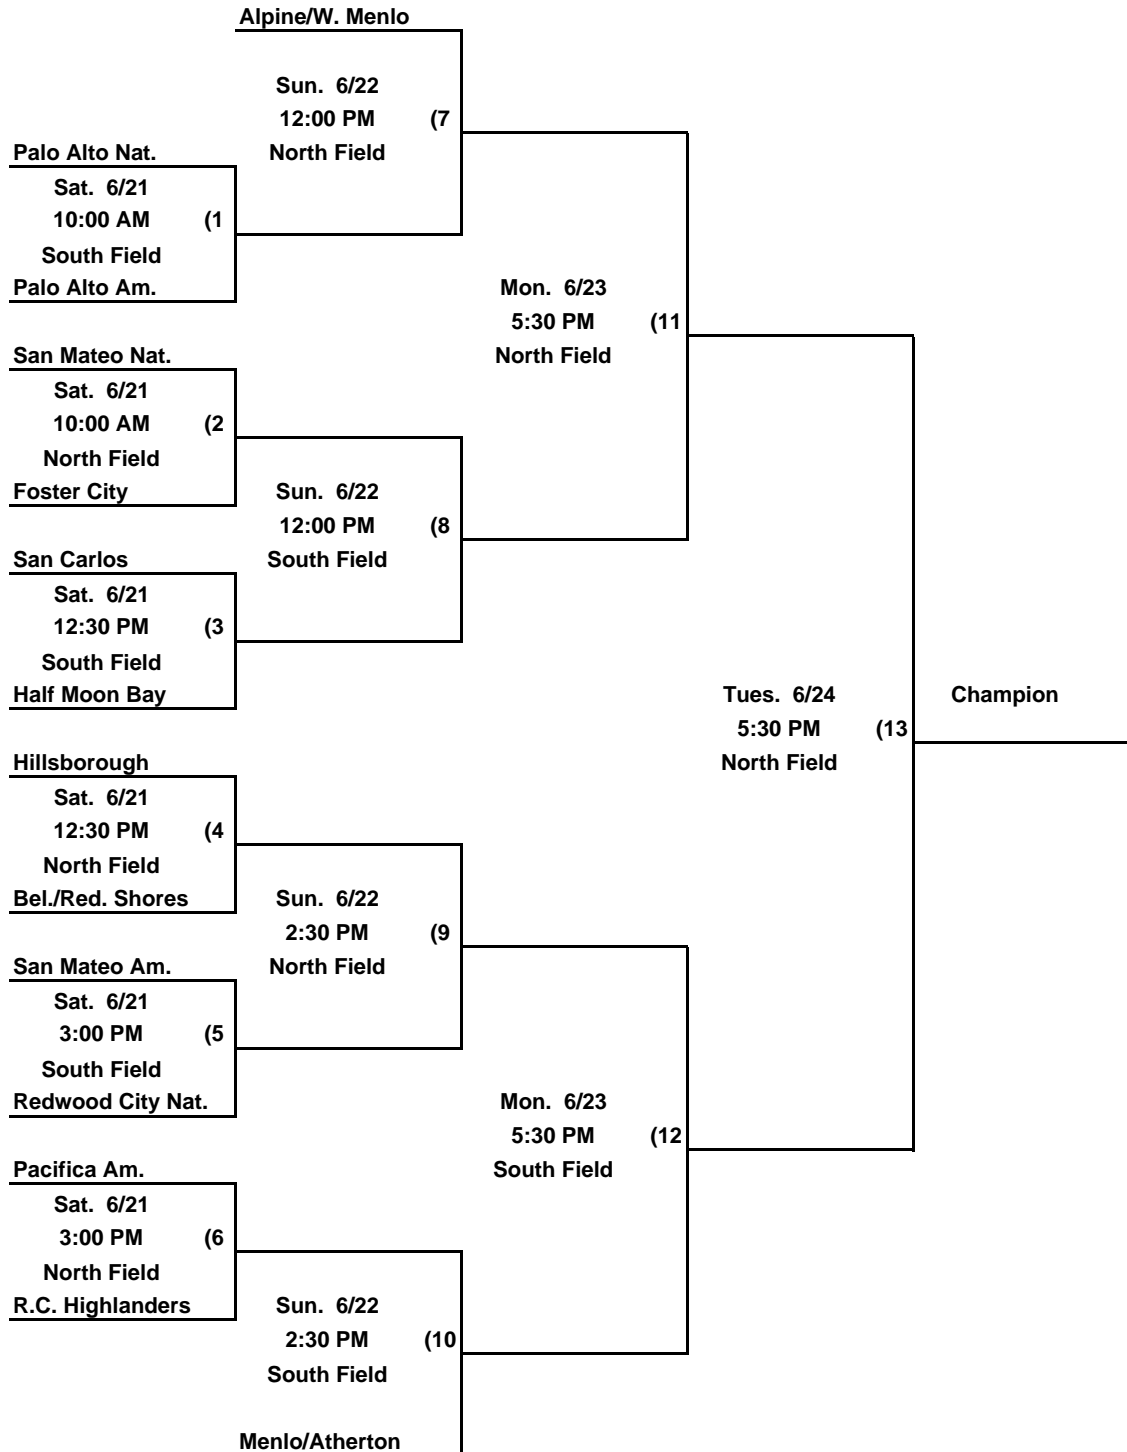 Alpine/W. Menlo
Sun. 6/22
12:00 PM (7
North Field
Palo Alto Nat.
Sat. 6/21
10:00 AM (1
South Field
Palo Alto Am.
Mon. 6/23
5:30 PM (11
North Field
San Mateo Nat.
Sat. 6/21
10:00 AM (2
North Field
Foster City
Sun. 6/22
12:00 PM (8
South Field
San Carlos
Sat. 6/21
12:30 PM (3
South Field
Half Moon Bay
Tues. 6/24
5:30 PM (13
North Field
Champion
Hillsborough
Sat. 6/21
12:30 PM (4
North Field
Bel./Red. Shores
Sun. 6/22
2:30 PM (9
North Field
San Mateo Am.
Sat. 6/21
3:00 PM (5
South Field
Redwood City Nat.
Mon. 6/23
5:30 PM (12
South Field
Pacifica Am.
Sat. 6/21
3:00 PM (6
North Field
R.C. Highlanders
Sun. 6/22
2:30 PM (10
South Field
Menlo/Atherton